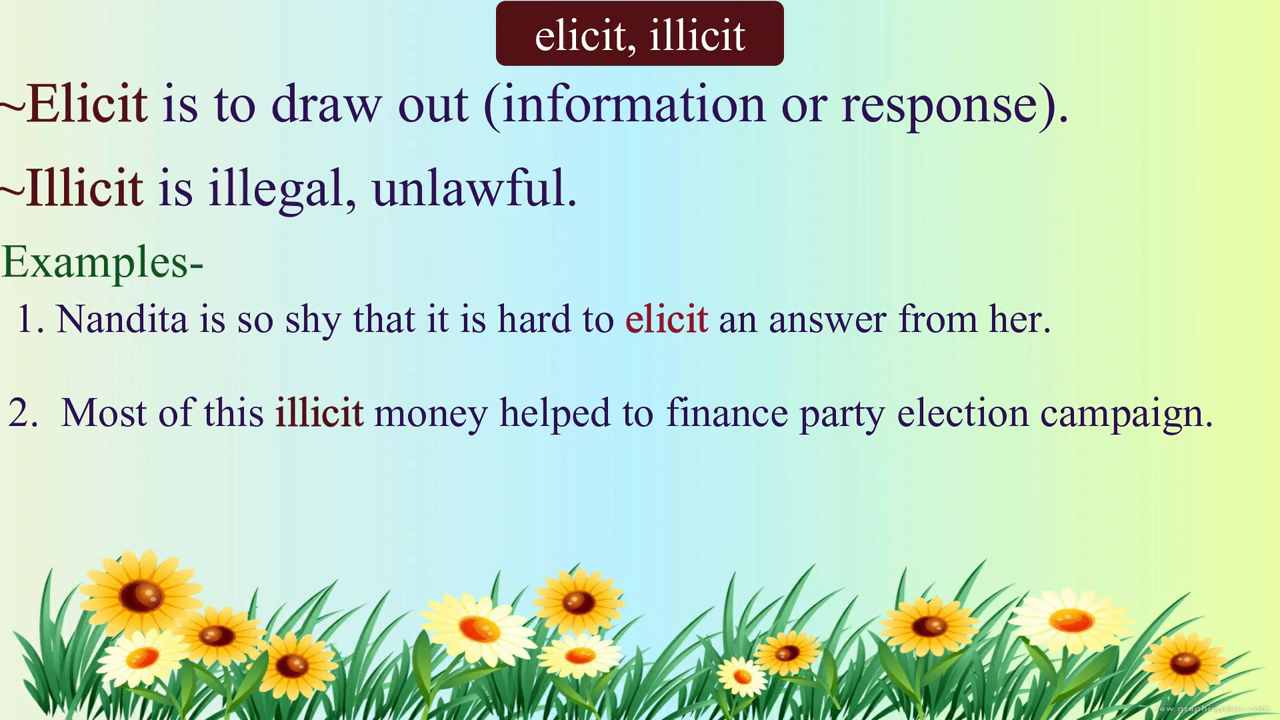 elicit, illicit
~Elicit is to draw out (information or response).
~Illicit is illegal, unlawful.
Examples-
1. Nandita is so shy that it is hard to elicit an answer from her.
2. Most of this illicit money helped to finance party election campaign.